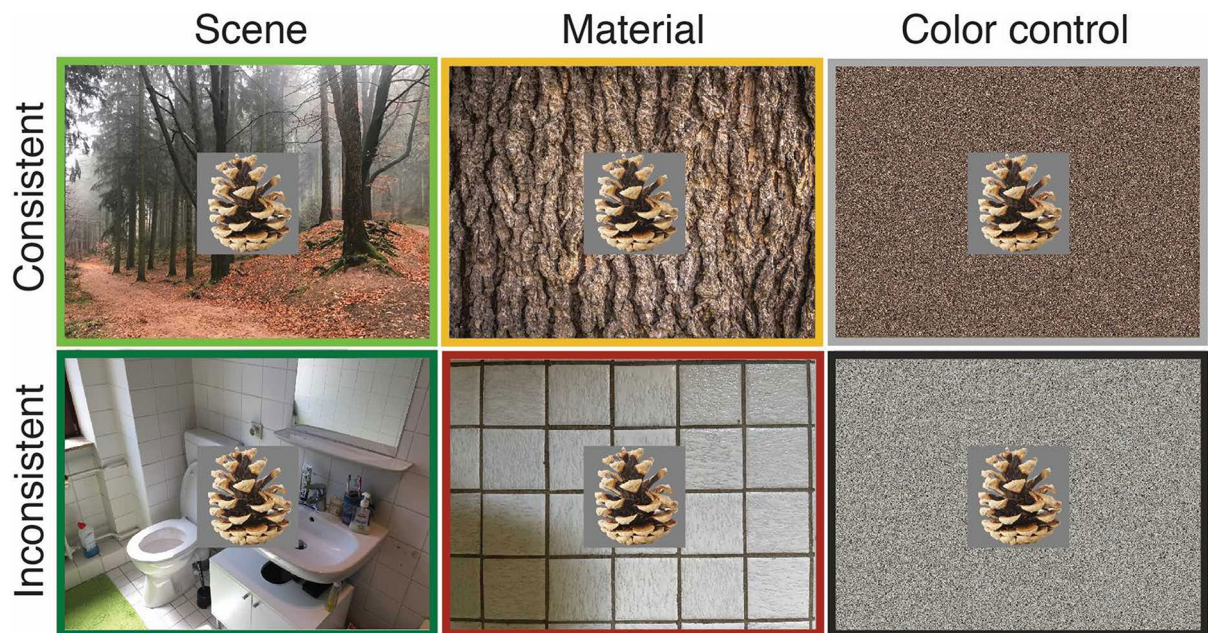 Scene
Material
Color control
Consistent
Inconsistent